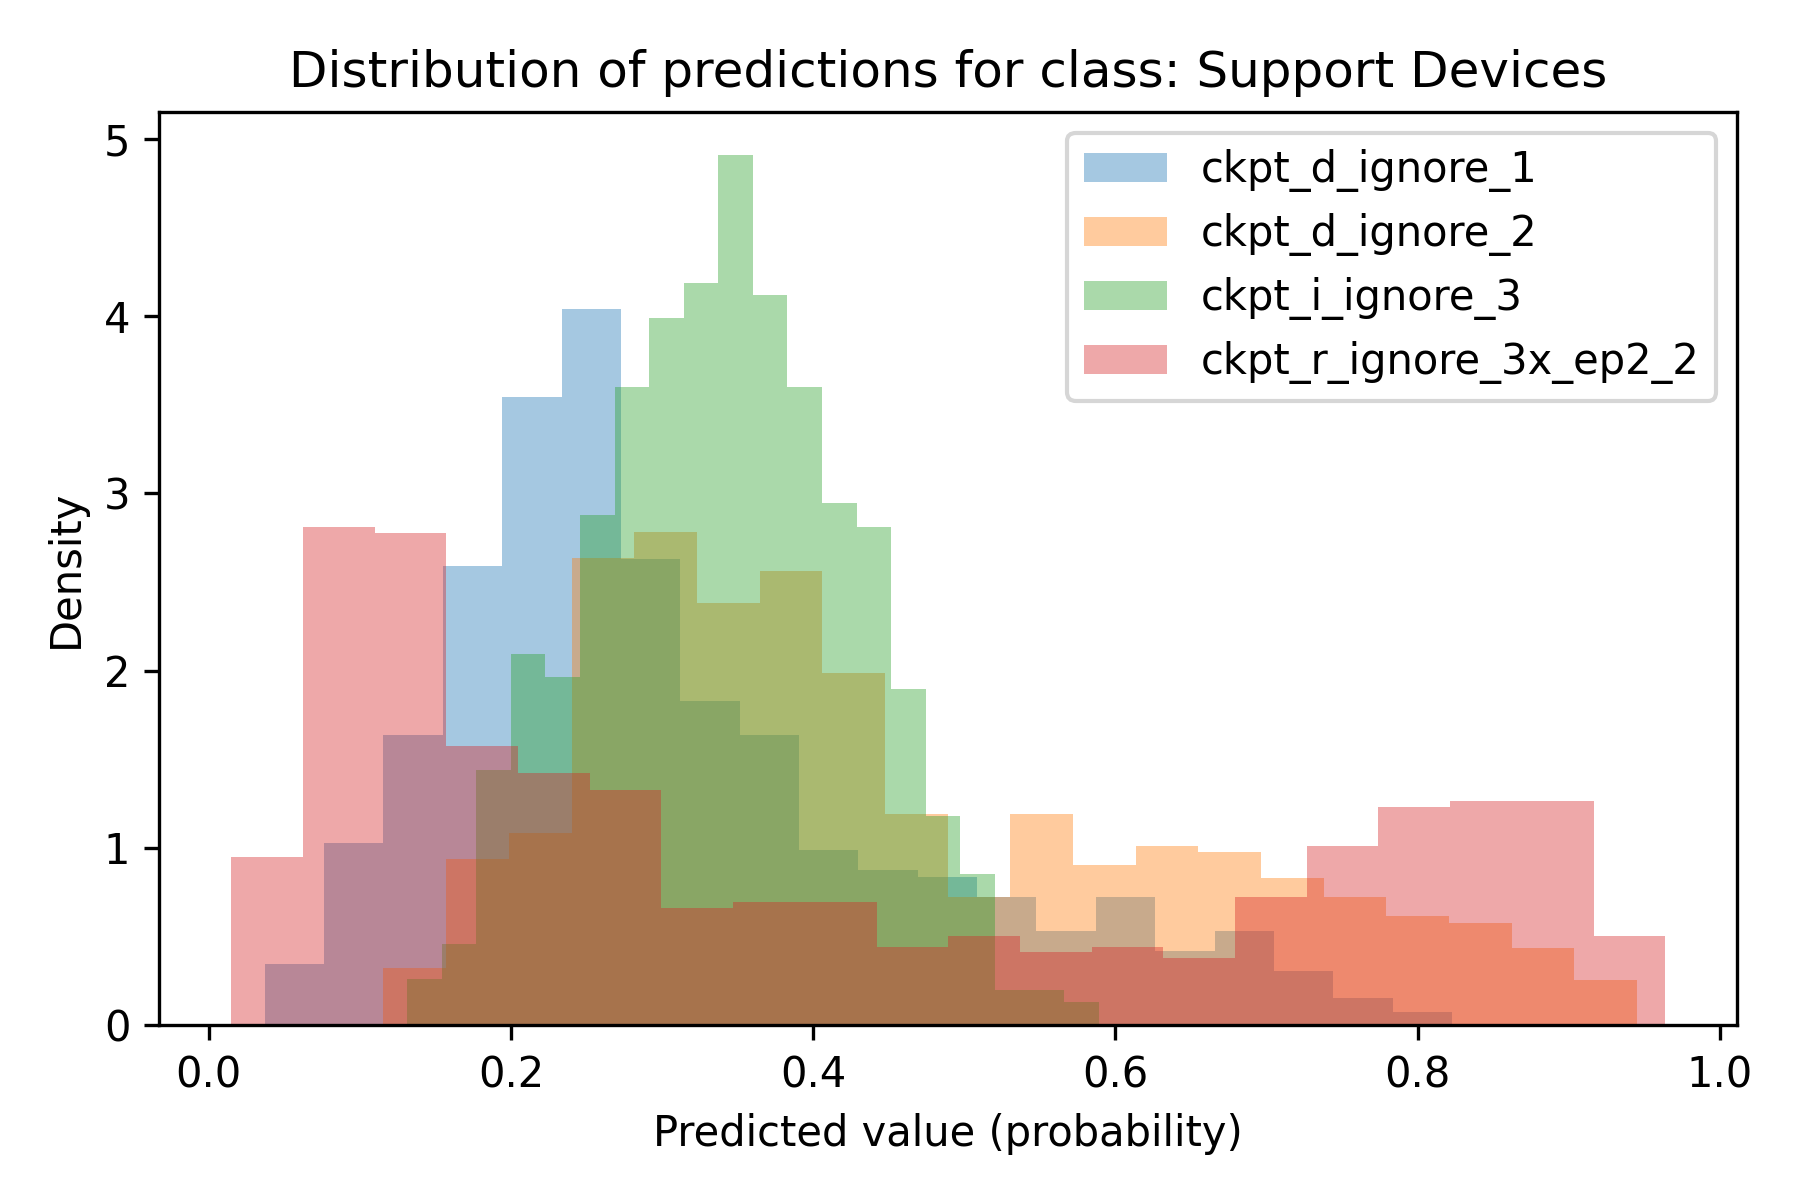 Distribution of predictions for class: Support Devices
ckpt_d_ignore_1
ckpt_d_ignore_2
ckpt_i_ignore_3
ckpt_r_ignore_3x_ep2_2
Density
5
4
3
2
1
0
0.0 0.2 0.4 0.6 0.8 1.0
Predicted value (probability)